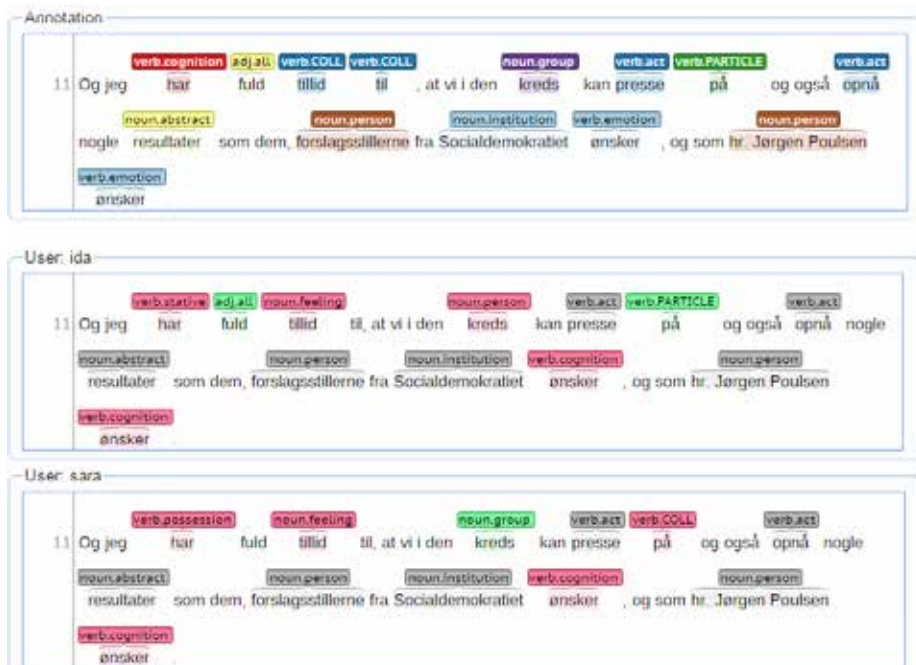 Annotation
verb.cognition adj.all verb.COLL verb.COLL noun.group verb.act verb.PARTICLE verb.act
11 Og jeg har fuld tillid til , at vi i den kreds kan presse på og også opnå
noun.abstract noun.person noun.institution verb.emotion noun.person
nogle resultater som dem, forslagsstillerne fra Socialdemokratiet ønsker , og som hr. Jørgen Poulsen
verb.emotion
ønsker
User: ida
verb.stative adj.all noun.feeling noun.person verb.act verb.PARTICLE verb.act
11 Og jeg har fuld tillid til, at vi i den kreds kan presse på og også opnå nogle
noun.abstract noun.person noun.institution verb.cognition noun.person
resultater som dem, forslagsstillerne fra Socialdemokratiet ønsker , og som hr. Jørgen Poulsen
verb.cognition
ønsker .
User: sara
verb.possession noun.feeling noun.group verb.act verb.COLL verb.act
11 Og jeg har fuld tillid til, at vi i den kreds kan presse på og også opnå nogle
noun.abstract noun.person noun.institution verb.cognition noun.person
resultater som dem, forslagsstillerne fra Socialdemokratiet ønsker , og som hr. Jørgen Poulsen
verb.cognition
ønsker .